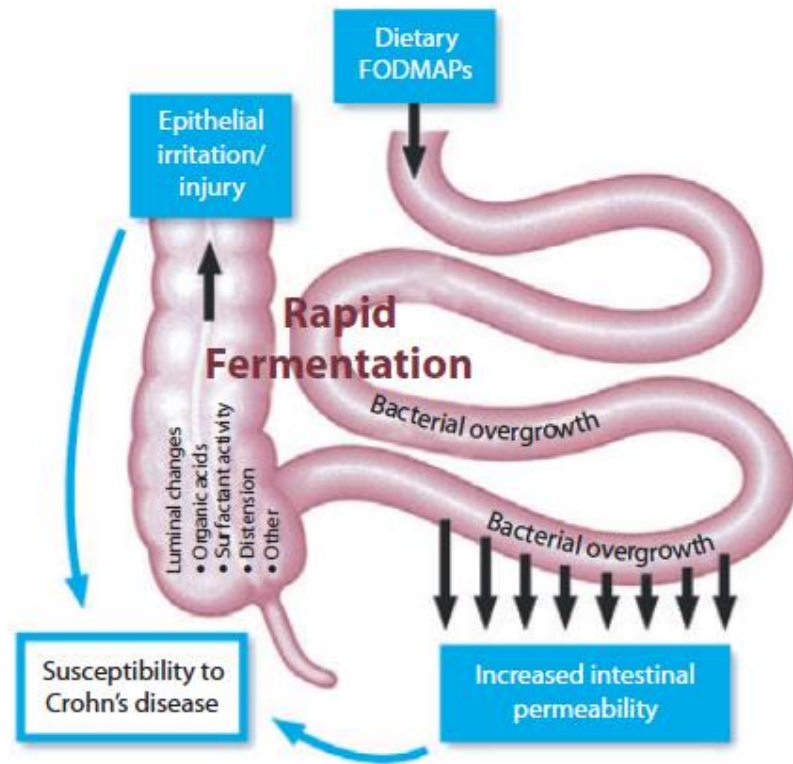 Dietary
FODMAPs
Epithelial
irritation/
injury
Rapid
Fermentation
Bacterial overgrowth
Bacterial overgrowth
Luminal changes
• Organic acids
• Surfactant activity
• Distension
• Other
Susceptibility to
Crohn's disease
Increased intestinal
permeability